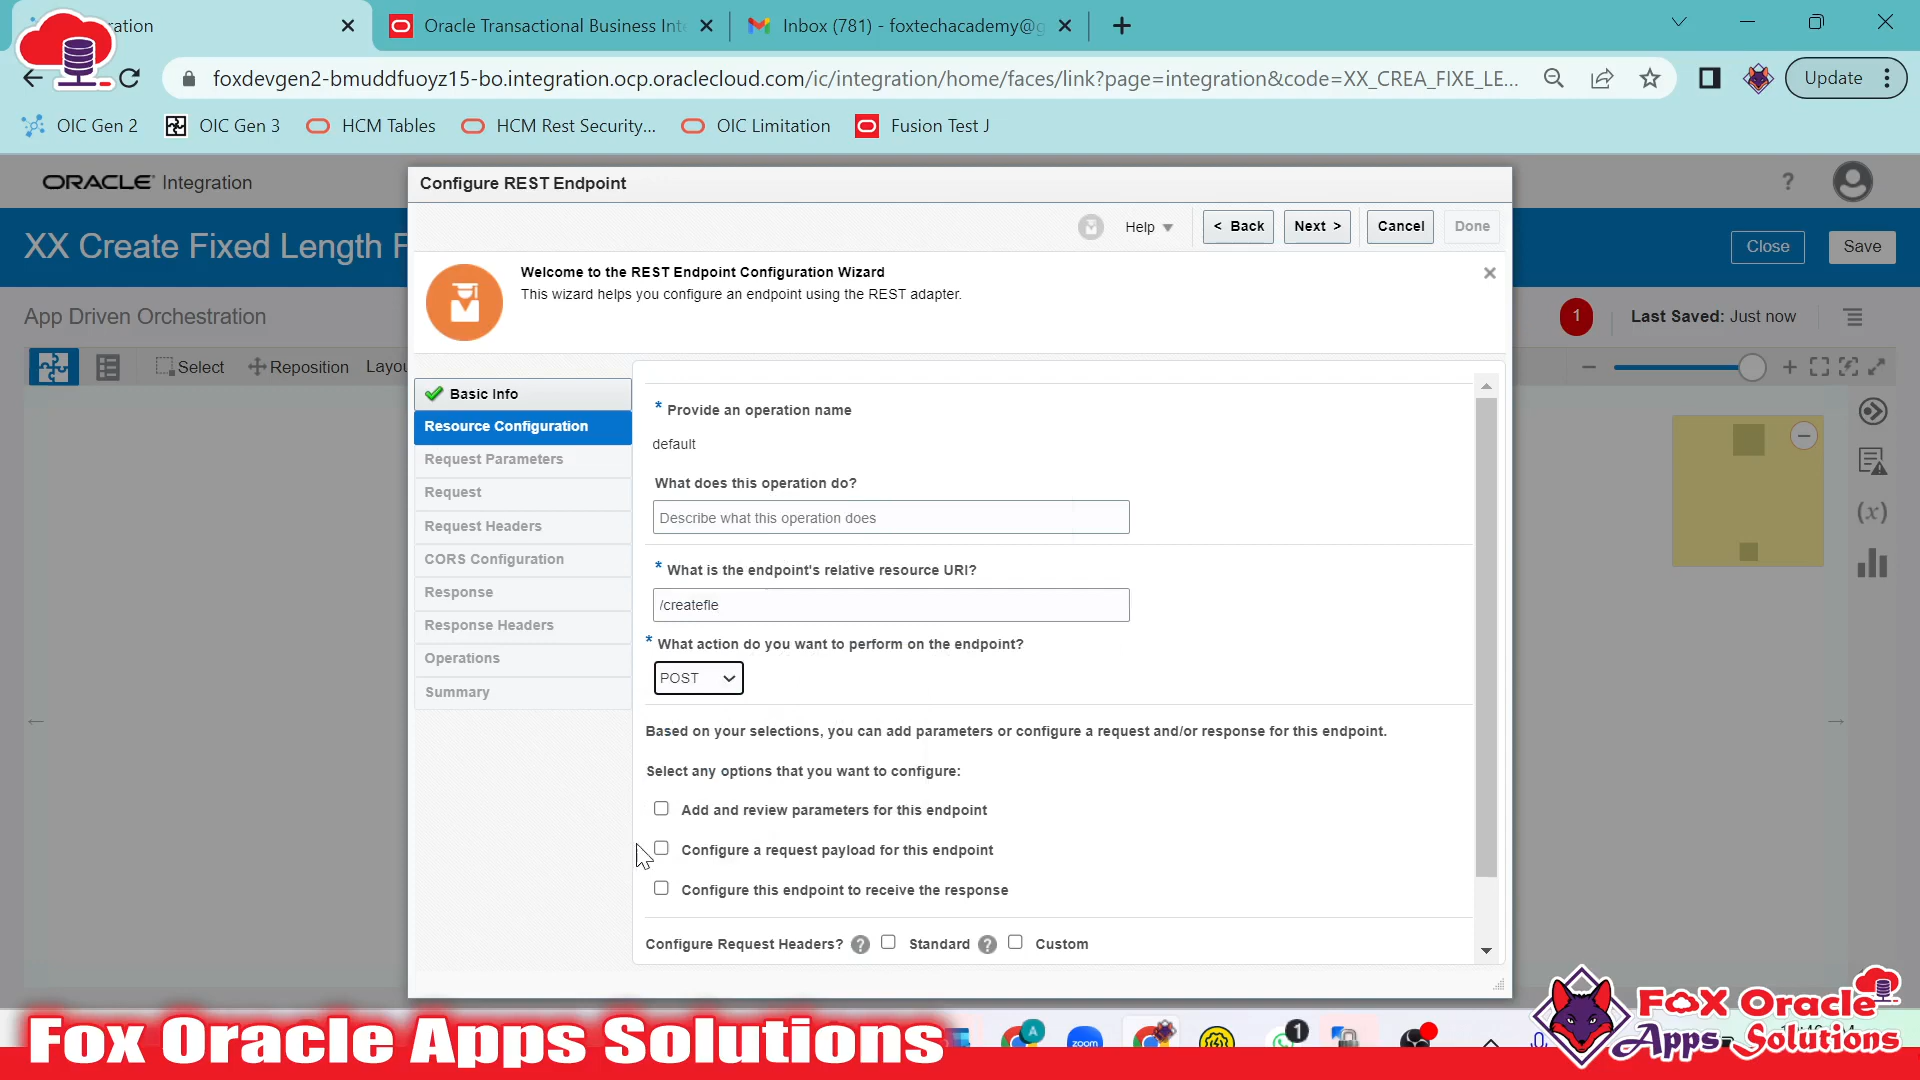 ration
Oracle Transactional Business Inte
Inbox (781) - foxtechacademy@g
foxdevgen2-bmuddfuoyz15-bo.integration.ocp.oraclecloud.com/ic/integration/home/faces/link?page=integration&code=XX_CREA_FIXE_LE...
Update
OIC Gen 2
OIC Gen 3
HCM Tables
HCM Rest Security...
OIC Limitation
Fusion Test J
ORACLE Integration
Configure REST Endpoint
?
Help
< Back
Next >
Cancel
Done
XX Create Fixed Length F
Close
Save
Welcome to the REST Endpoint Configuration Wizard
This wizard helps you configure an endpoint using the REST adapter.
App Driven Orchestration
1
Last Saved: Just now
Select
Reposition
Layou
Basic Info
Resource Configuration
Request Parameters
Request
Request Headers
CORS Configuration
Response
Response Headers
Operations
Summary
* Provide an operation name
default
What does this operation do?
Describe what this operation does
* What is the endpoint's relative resource URI?
/createfle
* What action do you want to perform on the endpoint?
POST
Based on your selections, you can add parameters or configure a request and/or response for this endpoint.
Select any options that you want to configure:
Add and review parameters for this endpoint
Configure a request payload for this endpoint
Configure this endpoint to receive the response
Configure Request Headers? ? Standard ? Custom
(x)
Fox Oracle Apps Solutions
A
zoom
1
Fox Oracle
Apps Solutions